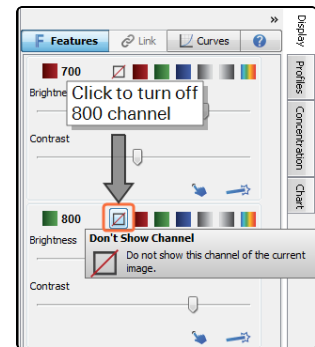 »
Features
Link
Curves
?
Display
Profiles
Concentration
Chart
700
Click to turn off
800 channel
Contrast
800
Brightness
Don't Show Channel
Do not show this channel of the current
image.
Contrast